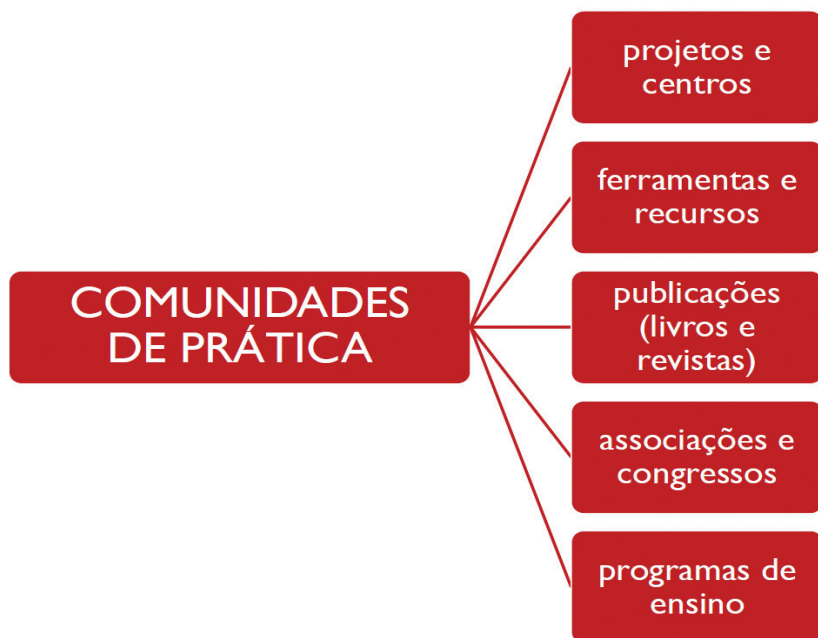 COMUNIDADES
DE PRÁTICA
projetos e
centros
ferramentas e
recursos
publicações
(livros e
revistas)
associações e
congressos
programas de
ensino